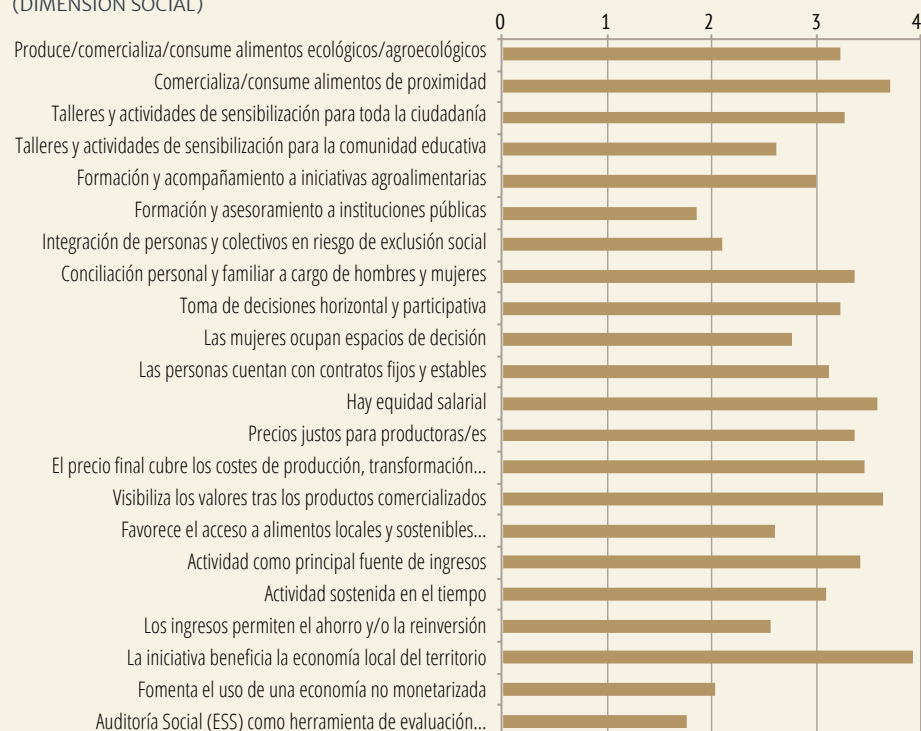 (DIMENSIÓN SOCIAL)
0 1 2 3 4
Produce/comercializa/consume alimentos ecológicos/agroecológicos
Comercializa/consume alimentos de proximidad
Talleres y actividades de sensibilización para toda la ciudadanía
Talleres y actividades de sensibilización para la comunidad educativa
Formación y acompañamiento a iniciativas agroalimentarias
Formación y asesoramiento a instituciones públicas
Integración de personas y colectivos en riesgo de exclusión social
Conciliación personal y familiar a cargo de hombres y mujeres
Toma de decisiones horizontal y participativa
Las mujeres ocupan espacios de decisión
Las personas cuentan con contratos fijos y estables
Hay equidad salarial
Precios justos para productoras/es
El precio final cubre los costes de producción, transformación...
Visibiliza los valores tras los productos comercializados
Favorece el acceso a alimentos locales y sostenibles...
Actividad como principal fuente de ingresos
Actividad sostenida en el tiempo
Los ingresos permiten el ahorro y/o la reinversión
La iniciativa beneficia la economía local del territorio
Fomenta el uso de una economía no monetarizada
Auditoría Social (ESS) como herramienta de evaluación...